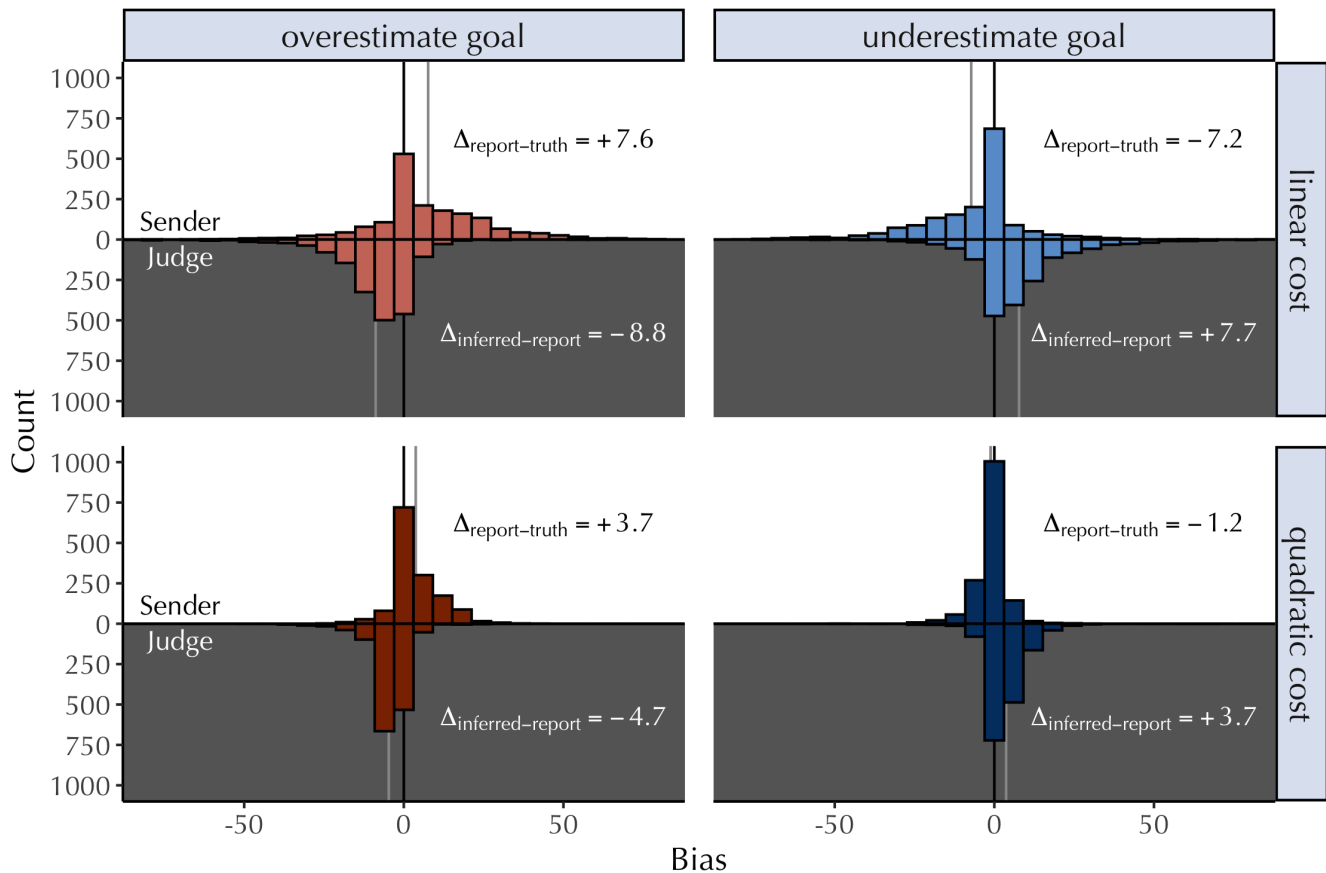 overestimate goal
underestimate goal
Count
1000
750
500
250
0
250
500
750
1000
Sender
Judge
Δreport−truth = +7.6
Δinferred−report = −8.8
Δreport−truth = −7.2
Δinferred−report = +7.7
linear cost
1000
750
500
250
0
250
500
750
1000
Sender
Judge
Δreport−truth = +3.7
Δinferred−report = −4.7
Δreport−truth = −1.2
Δinferred−report = +3.7
quadratic cost
-50
0
50
-50
0
50
Bias